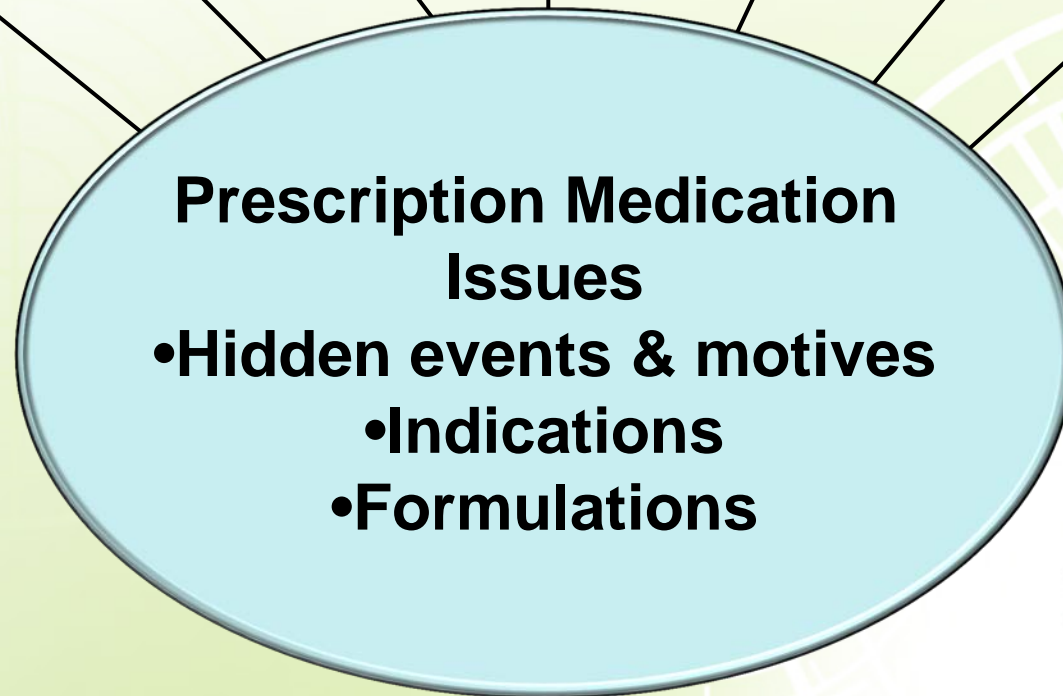 Prescription Medication
Issues
•Hidden events & motives
•Indications
•Formulations